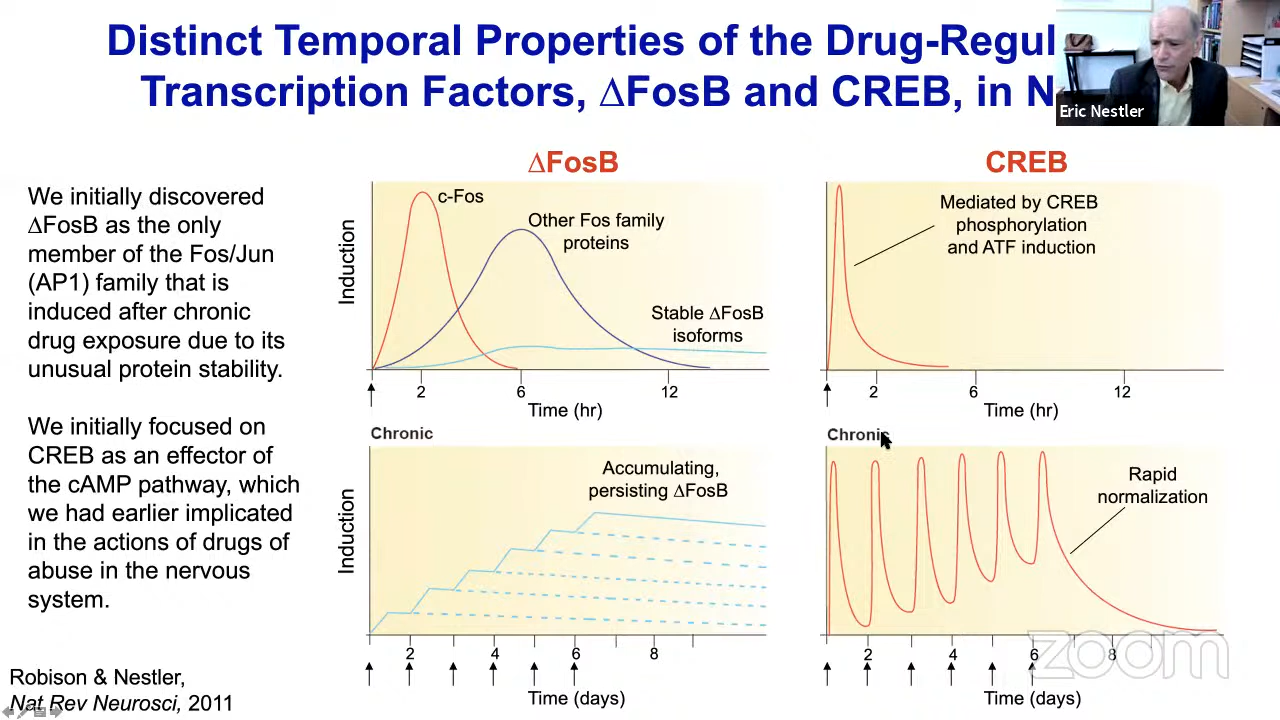 Distinct Temporal Properties of the Drug-Regul
Transcription Factors, ∆FosB and CREB, in N
Eric Nestler
We initially discovered
∆FosB as the only
member of the Fos/Jun
(AP1) family that is
induced after chronic
drug exposure due to its
unusual protein stability.
We initially focused on
CREB as an effector of
the cAMP pathway, which
we had earlier implicated
in the actions of drugs of
abuse in the nervous
system.
Robison & Nestler,
Nat Rev Neurosci, 2011
∆FosB
Induction
c-Fos
Other Fos family
proteins
Stable ∆FosB
isoforms
2 6 12
Time (hr)
Chronic
Induction
Accumulating,
persisting ∆FosB
2 4 6 8
Time (days)
CREB
Mediated by CREB
phosphorylation
and ATF induction
2 6 12
Time (hr)
Chronic
Rapid
normalization
2 4 6 8
Time (days)
zoom